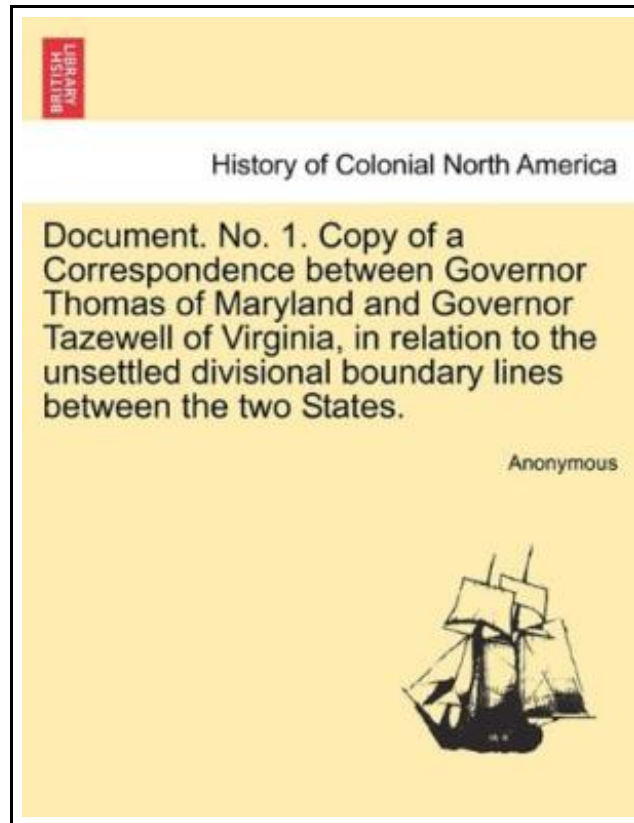 BRITISH
LIBRARY
History of Colonial North America
Document. No. 1. Copy of a
Correspondence between Governor
Thomas of Maryland and Governor
Tazewell of Virginia, in relation to the
unsettled divisional boundary lines
between the two States.
Anonymous